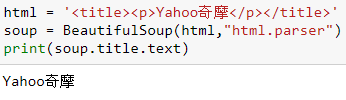 html = '<title><p>Yahoo奇摩</p></title>'
soup = BeautifulSoup(html,"html.parser")
print(soup.title.text)
Yahoo奇摩